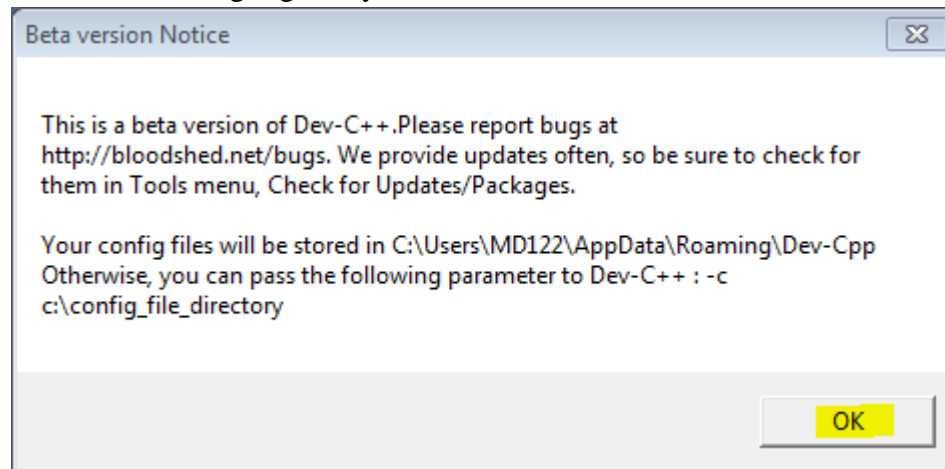 Beta version Notice
This is a beta version of Dev-C++.Please report bugs at
http://bloodshed.net/bugs. We provide updates often, so be sure to check for
them in Tools menu, Check for Updates/Packages.
Your config files will be stored in C:\Users\MD122\AppData\Roaming\Dev-Cpp
Otherwise, you can pass the following parameter to Dev-C++ : -c
c:\config_file_directory
OK